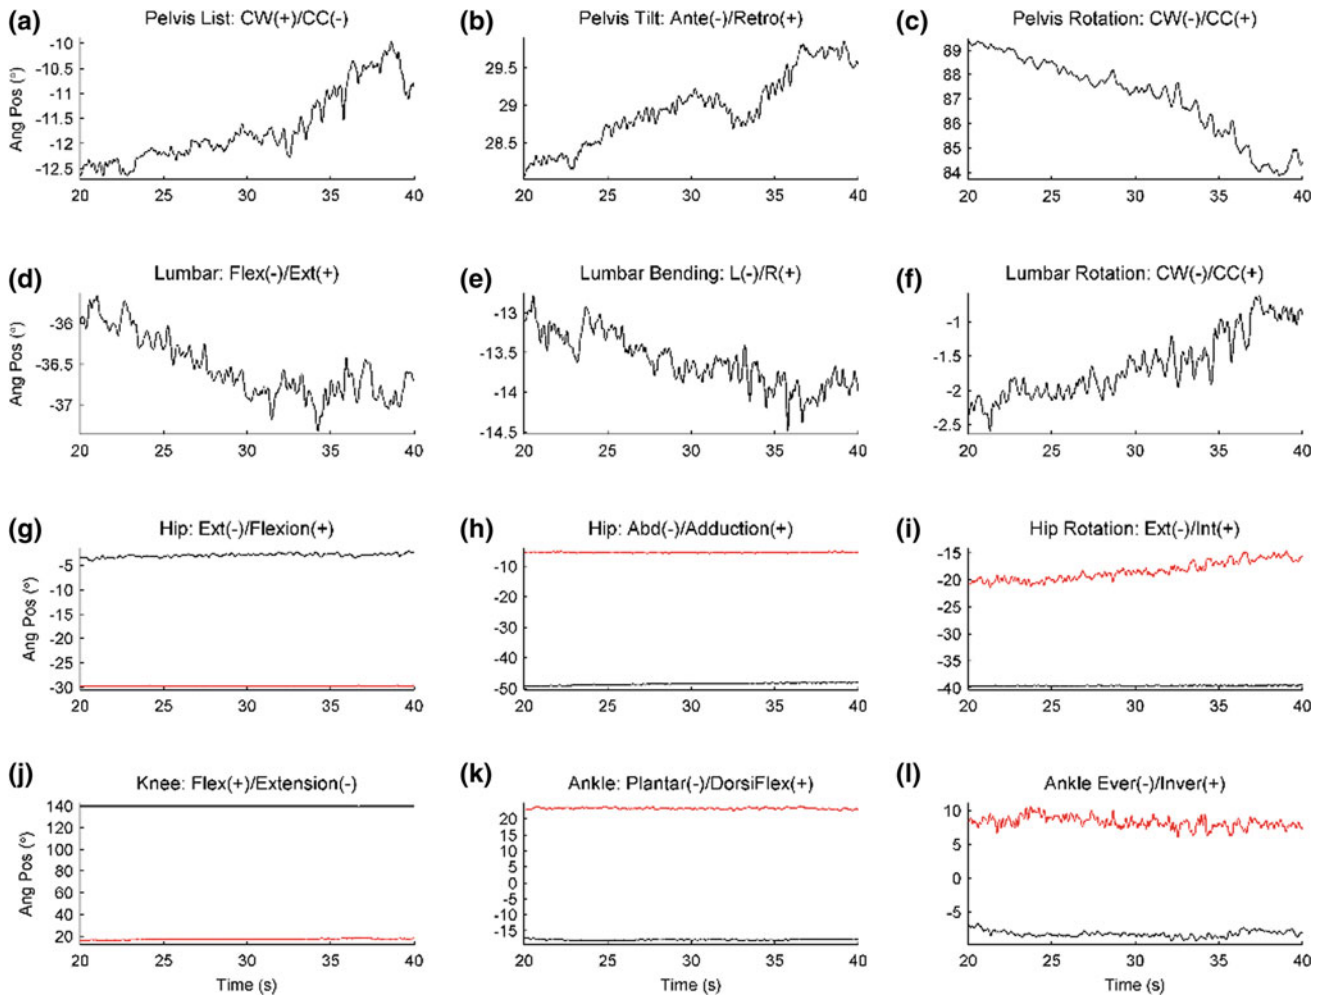 (a) Pelvis List: CW(+)/CC(-)
Ang Pos (°)
-10
-10.5
-11
-11.5
-12
-12.5
20 25 30 35 40
(b) Pelvis Tilt: Ante(-)/Retro(+)
29.5
29
28.5
20 25 30 35 40
(c) Pelvis Rotation: CW(-)/CC(+)
89
88
87
86
85
84
20 25 30 35 40
(d) Lumbar: Flex(-)/Ext(+)
Ang Pos (°)
-36
-36.5
-37
20 25 30 35 40
(e) Lumbar Bending: L(-)/R(+)
-13
-13.5
-14
-14.5
20 25 30 35 40
(f) Lumbar Rotation: CW(-)/CC(+)
-1
-1.5
-2
-2.5
20 25 30 35 40
(g) Hip: Ext(-)/Flexion(+)
Ang Pos (°)
-5
-10
-15
-20
-25
-30
20 25 30 35 40
(h) Hip: Abd(-)/Adduction(+)
-10
-20
-30
-40
-50
20 25 30 35 40
(i) Hip Rotation: Ext(-)/Int(+)
-15
-20
-25
-30
-35
-40
20 25 30 35 40
(j) Knee: Flex(+)/Extension(-)
Ang Pos (°)
140
120
100
80
60
40
20
20 25 30 35 40
Time (s)
(k) Ankle: Plantar(-)/DorsiFlex(+)
20
15
10
5
0
-5
-10
-15
20 25 30 35 40
Time (s)
(l) Ankle Ever(-)/Inver(+)
10
5
0
-5
20 25 30 35 40
Time (s)